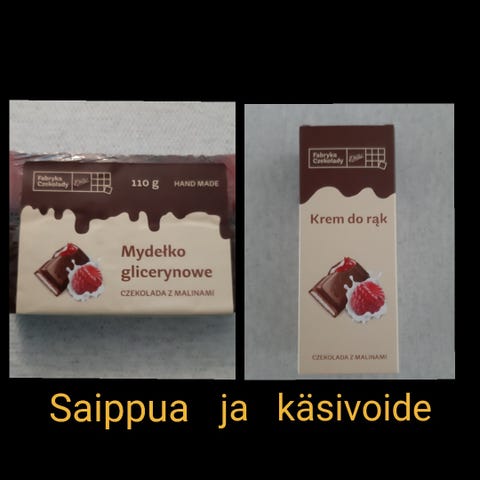 Fabryka
Czekolady
110 g
HAND MADE
Mydełko
glicerynowe
CZEKOLADA Z MALINAMI
Fabryka
Czekolady
Krem do rąk
CZEKOLADA Z MALINAMI
Saippua ja käsivoide